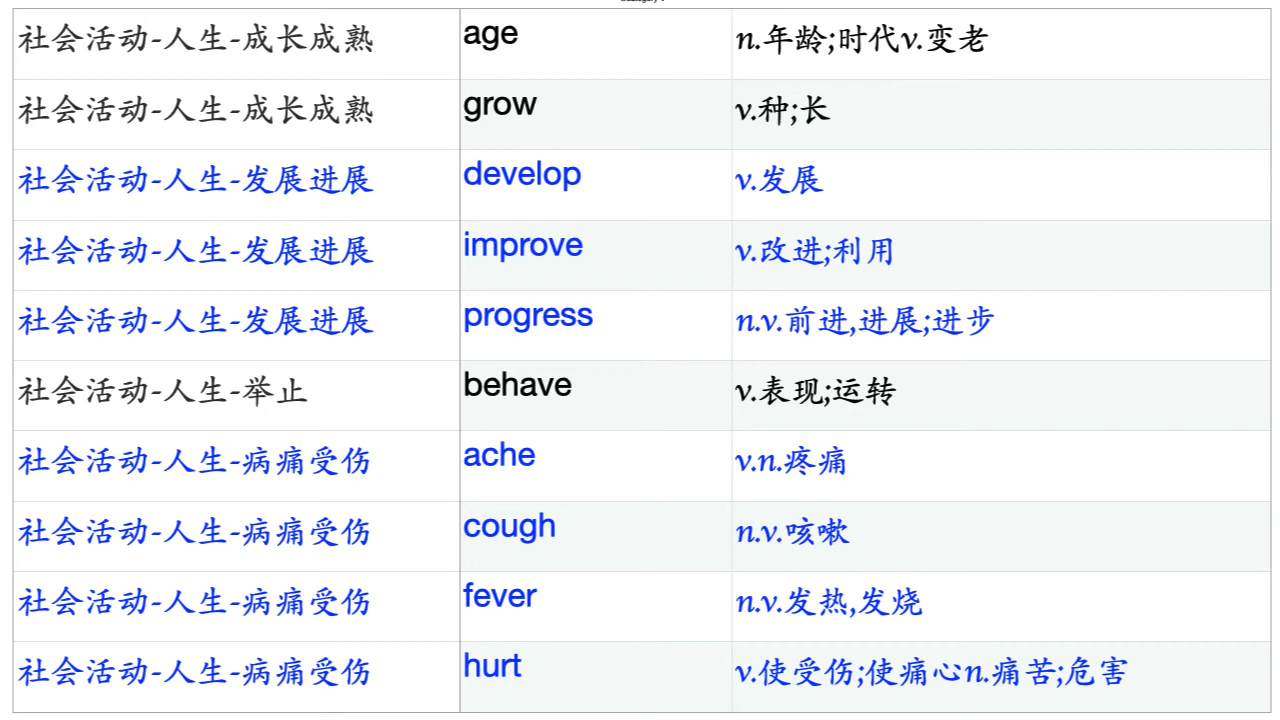 社会活动-人生-成长成熟 age n.年龄;时代v.变老
社会活动-人生-成长成熟 grow v.种;长
社会活动-人生-发展进展 develop v.发展
社会活动-人生-发展进展 improve v.改进;利用
社会活动-人生-发展进展 progress n.v.前进,进展;进步
社会活动-人生-举止 behave v.表现;运转
社会活动-人生-病痛受伤 ache v.n.疼痛
社会活动-人生-病痛受伤 cough n.v.咳嗽
社会活动-人生-病痛受伤 fever n.v.发热,发烧
社会活动-人生-病痛受伤 hurt v.使受伤;使痛心n.痛苦;危害